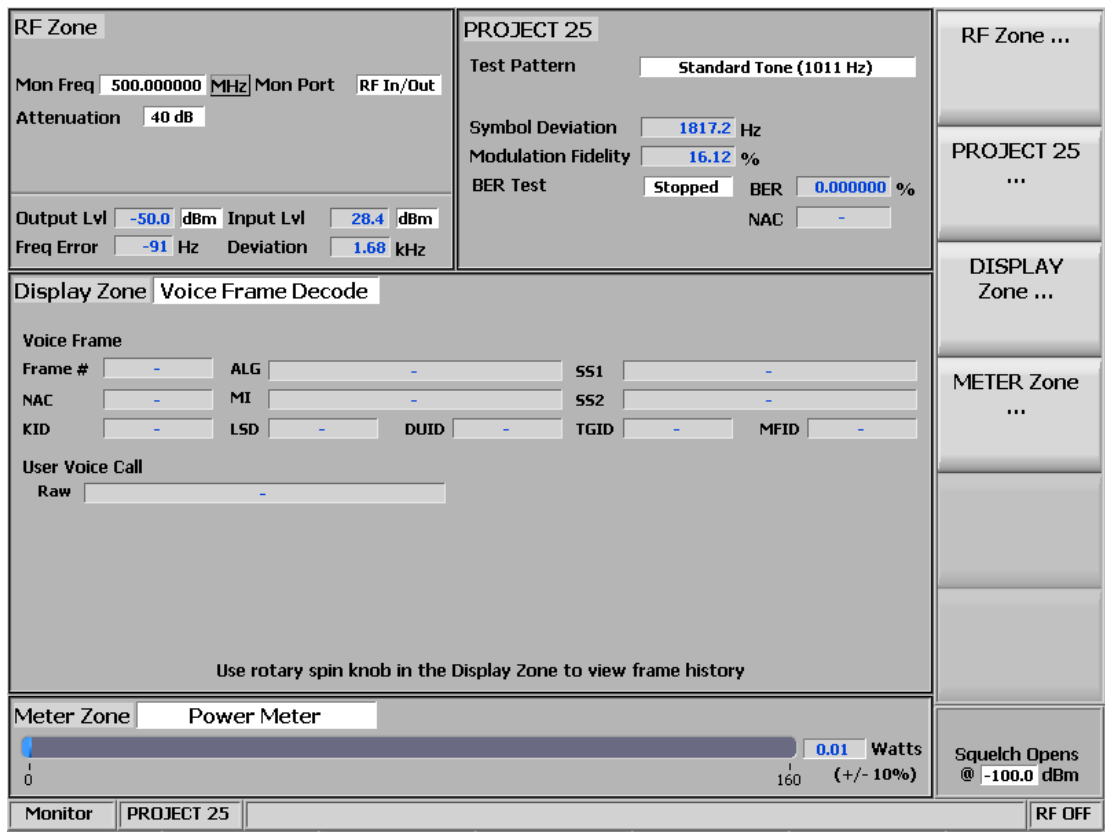 RF Zone
Mon Freq 500.000000 MHz Mon Port RF In/Out
Attenuation 40 dB
Output Lvl -50.0 dBm Input Lvl 28.4 dBm
Freq Error -91 Hz Deviation 1.68 kHz
PROJECT 25
Test Pattern Standard Tone (1011 Hz)
Symbol Deviation 1817.2 Hz
Modulation Fidelity 16.12 %
BER Test Stopped BER 0.000000 %
NAC -
Display Zone Voice Frame Decode
Voice Frame
Frame # - ALG - SS1 -
NAC - MI - SS2 -
KID - LSD - DUID - TGID - MFID -
User Voice Call
Raw -
Use rotary spin knob in the Display Zone to view frame history
Meter Zone Power Meter
0.01 Watts
0 160 (+/- 10%)
RF Zone ...
PROJECT 25
...
DISPLAY
Zone ...
METER Zone
...
Squelch Opens
@ -100.0 dBm
Monitor PROJECT 25 RF OFF